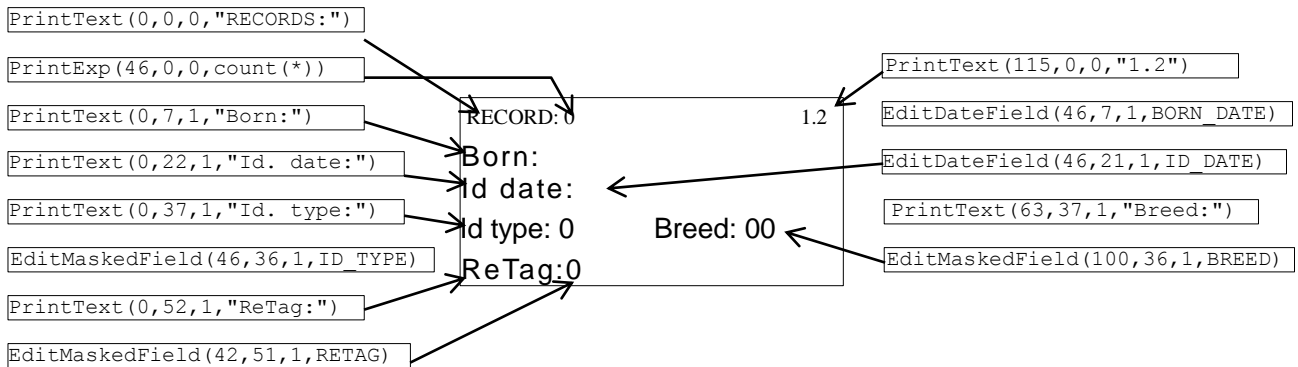 PrintText(0,0,0,"RECORDS:")
PrintExp(46,0,0,count(*))
PrintText(0,7,1,"Born:")
PrintText(0,22,1,"Id. date:")
PrintText(0,37,1,"Id. type:")
EditMaskedField(46,36,1,ID_TYPE)
PrintText(0,52,1,"ReTag:")
EditMaskedField(42,51,1,RETAG)
RECORD: 0 1.2
Born:
Id date:
Id type: 0 Breed: 00
ReTag:0
PrintText(115,0,0,"1.2")
EditDateField(46,7,1,BORN_DATE)
EditDateField(46,21,1,ID_DATE)
PrintText(63,37,1,"Breed:")
EditMaskedField(100,36,1,BREED)